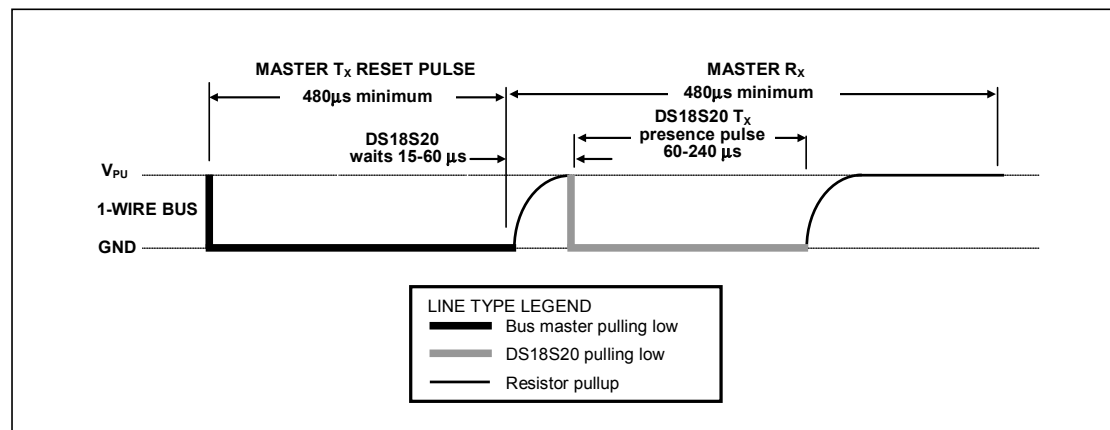 MASTER TX RESET PULSE
480μs minimum
MASTER RX
480μs minimum
DS18S20 TX
presence pulse
60-240 μs
DS18S20
waits 15-60 μs
VPU
1-WIRE BUS
GND
LINE TYPE LEGEND
Bus master pulling low
DS18S20 pulling low
Resistor pullup